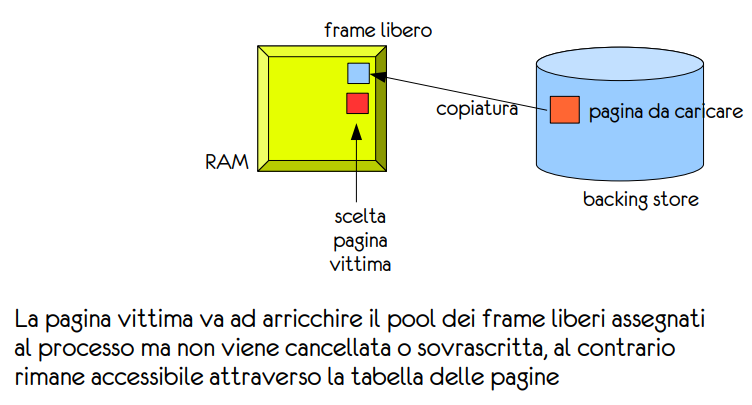 frame libero
copiatura
pagina da caricare
RAM
backing store
scelta
pagina
vittima
La pagina vittima va ad arricchire il pool dei frame liberi assegnati
al processo ma non viene cancellata o sovrascritta, al contrario
rimane accessibile attraverso la tabella delle pagine